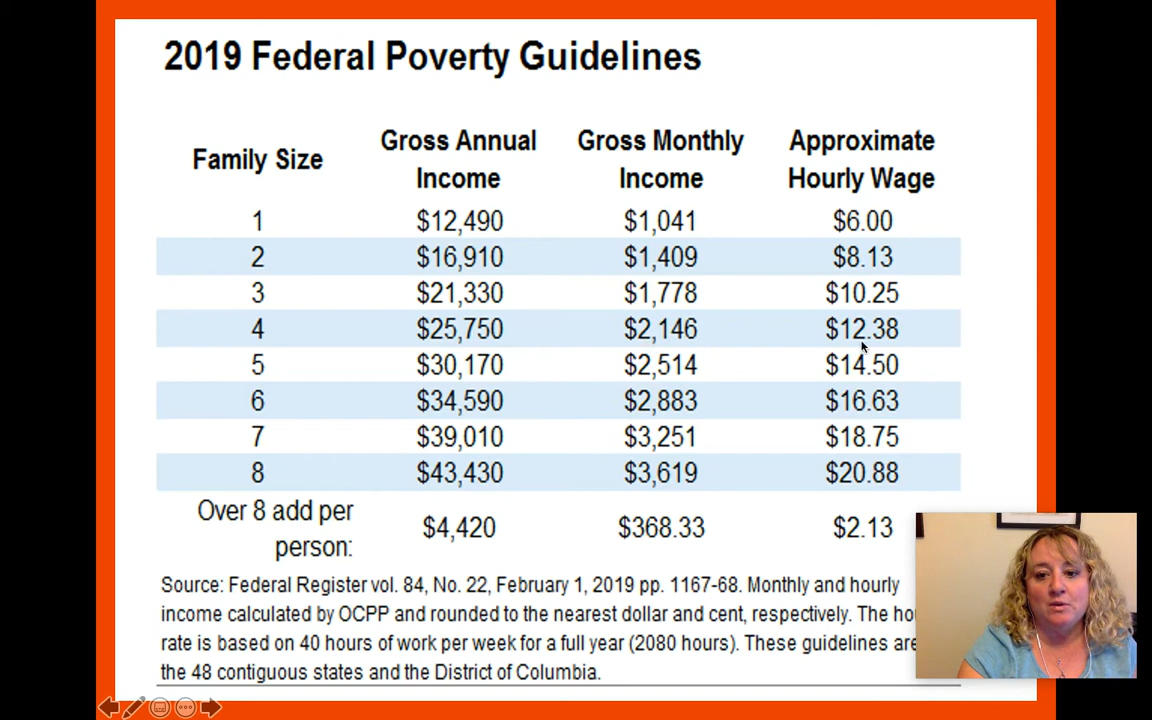 2019 Federal Poverty Guidelines
Family Size Gross Annual Income Gross Monthly Income Approximate Hourly Wage
1 $12,490 $1,041 $6.00
2 $16,910 $1,409 $8.13
3 $21,330 $1,778 $10.25
4 $25,750 $2,146 $12.38
5 $30,170 $2,514 $14.50
6 $34,590 $2,883 $16.63
7 $39,010 $3,251 $18.75
8 $43,430 $3,619 $20.88
Over 8 add per person: $4,420 $368.33 $2.13
Source: Federal Register vol. 84, No. 22, February 1, 2019 pp. 1167-68. Monthly and hourly
income calculated by OCPP and rounded to the nearest dollar and cent, respectively. The
rate is based on 40 hours of work per week for a full year (2080 hours). These guidelines are
the 48 contiguous states and the District of Columbia.